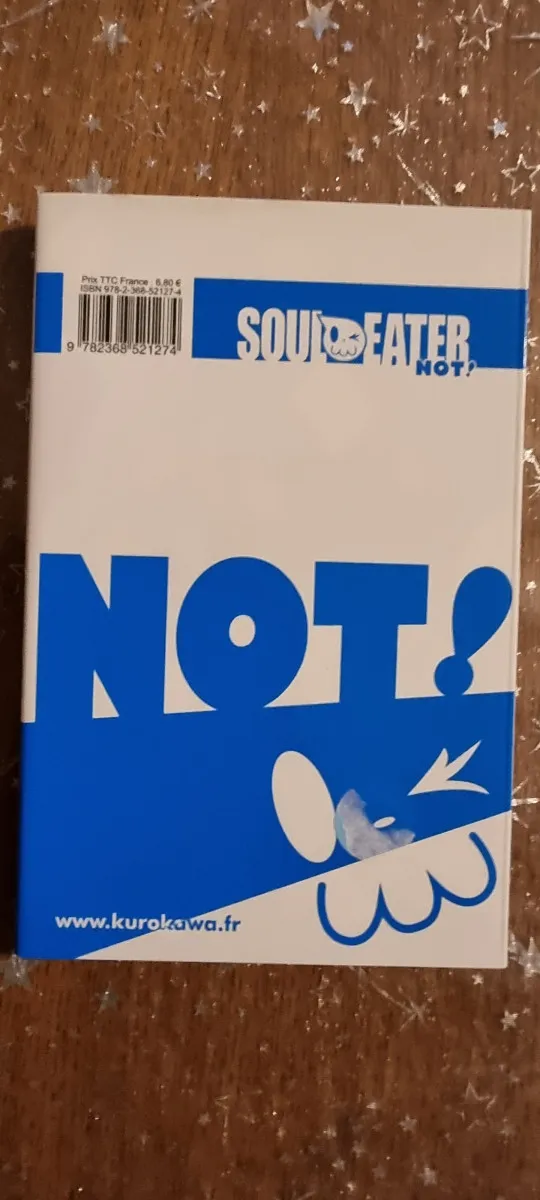 Prix TTC France : 6,80 €
ISBN 978-2-368-52127-4
9 782368 521274
SOUL EATER
NOT!
NOT!
www.kurokawa.fr